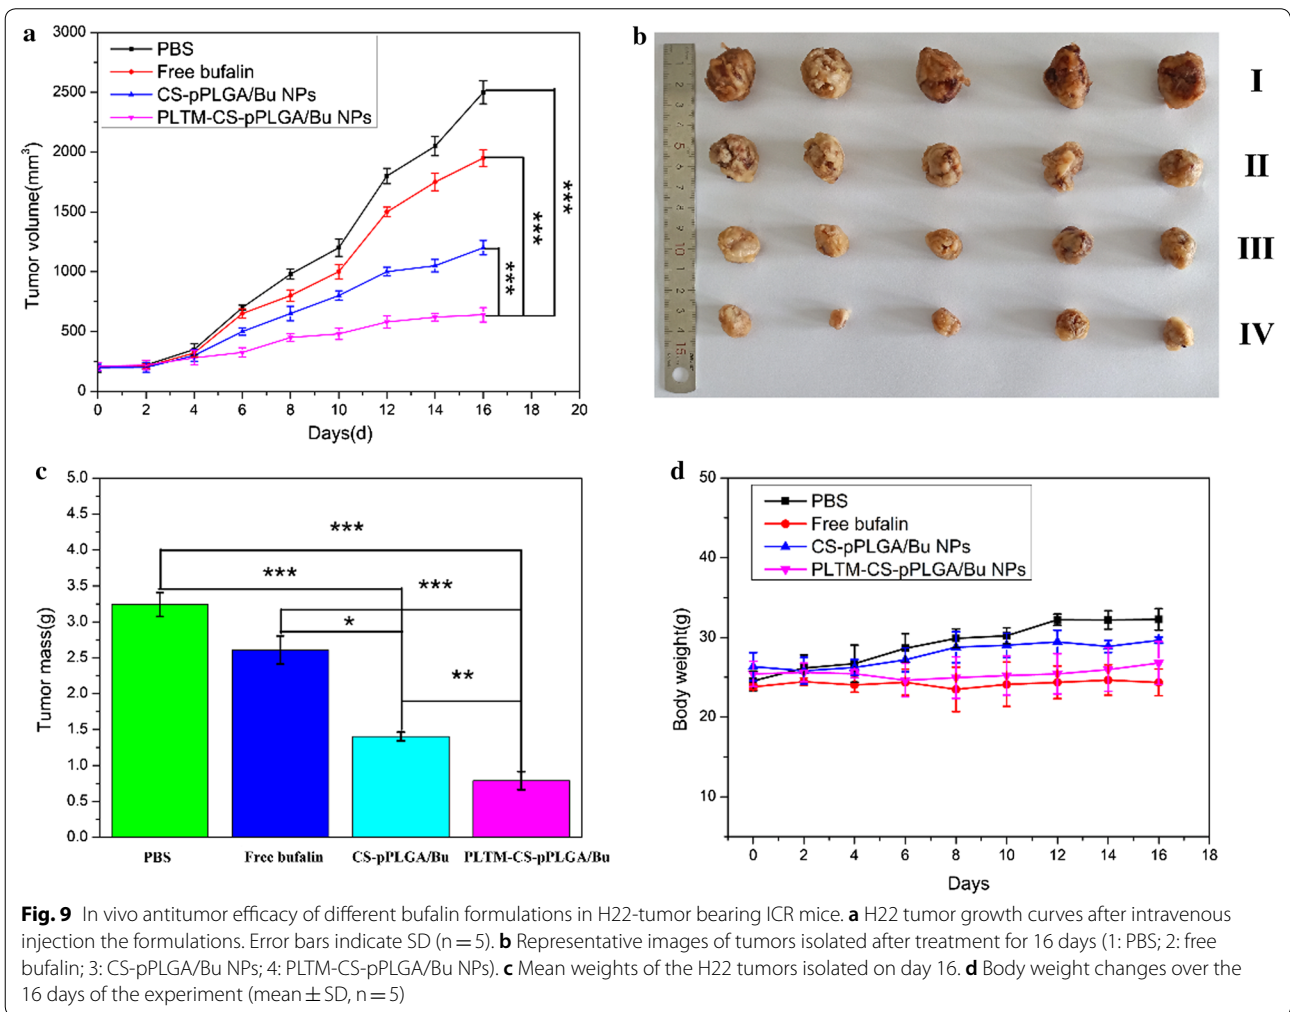 a
3000
2500
2000
1500
1000
500
0
Tumor volume(mm3)
PBS
Free bufalin
CS-pPLGA/Bu NPs
PLTM-CS-pPLGA/Bu NPs
***
***
***
0 2 4 6 8 10 12 14 16 18 20
Days(d)
b
I
II
III
IV
c
5.0
4.5
4.0
3.5
3.0
2.5
2.0
1.5
1.0
0.5
0.0
Tumor mass(g)
***
***
***
*
**
PBS Free bufalin CS-pPLGA/Bu PLTM-CS-pPLGA/Bu
d
50
40
30
20
10
Body weight(g)
PBS
Free bufalin
CS-pPLGA/Bu NPs
PLTM-CS-pPLGA/Bu NPs
0 2 4 6 8 10 12 14 16 18
Days
Fig. 9 In vivo antitumor efficacy of different bufalin formulations in H22-tumor bearing ICR mice. a H22 tumor growth curves after intravenous
injection the formulations. Error bars indicate SD (n = 5). b Representative images of tumors isolated after treatment for 16 days (1: PBS; 2: free
bufalin; 3: CS-pPLGA/Bu NPs; 4: PLTM-CS-pPLGA/Bu NPs). c Mean weights of the H22 tumors isolated on day 16. d Body weight changes over the
16 days of the experiment (mean ± SD, n = 5)